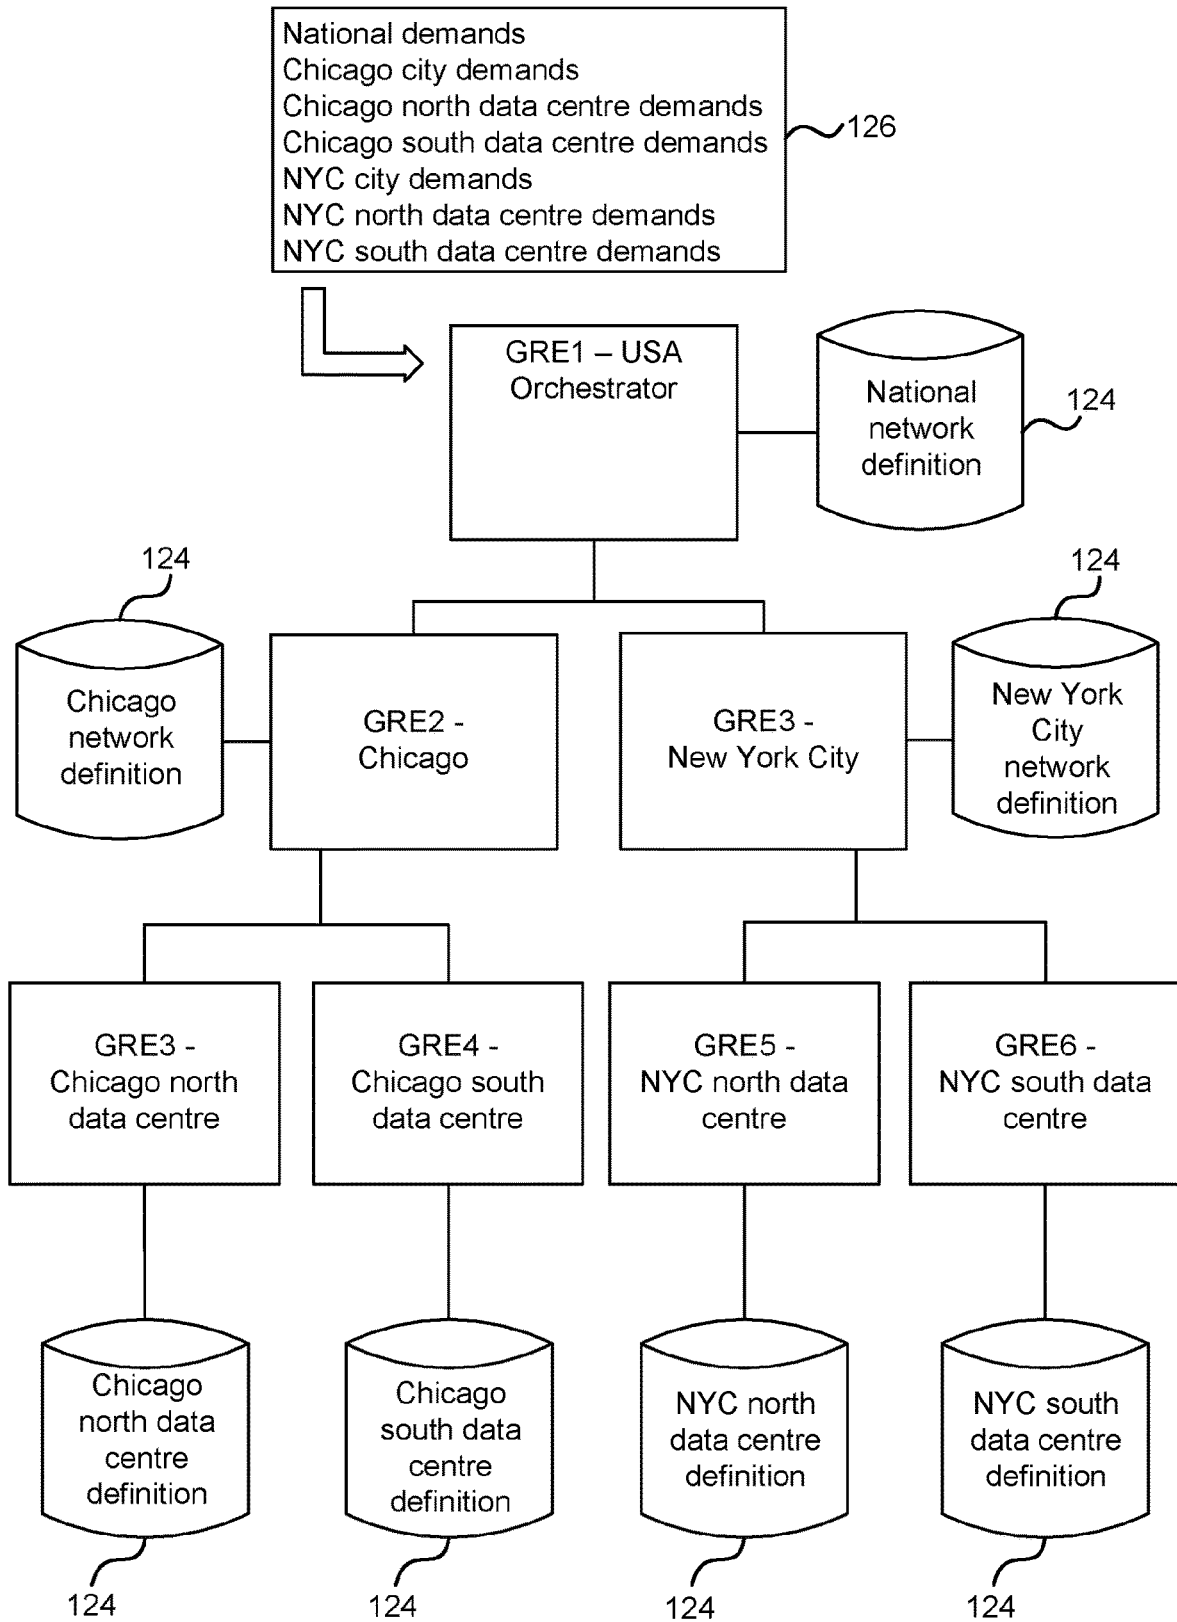 National demands
Chicago city demands
Chicago north data centre demands
Chicago south data centre demands
NYC city demands
NYC north data centre demands
NYC south data centre demands
126
GRE1 – USA
Orchestrator
National
network
definition
124
124
Chicago
network
definition
GRE2 -
Chicago
GRE3 -
New York City
124
New York
City
network
definition
GRE3 -
Chicago north
data centre
GRE4 -
Chicago south
data centre
GRE5 -
NYC north data
centre
GRE6 -
NYC south data
centre
Chicago
north data
centre
definition
124
Chicago
south data
centre
definition
124
NYC north
data centre
definition
124
NYC south
data centre
definition
124